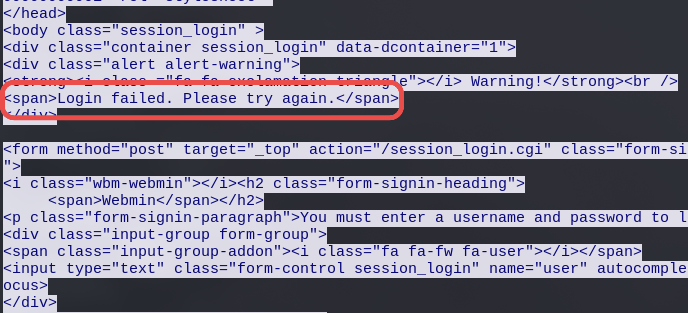 </head>
<body class="session_login" >
<div class="container session_login" data-dcontainer="1">
<div class="alert alert-warning">
<strong><i class ="fa fa-exclamation-triangle"></i> Warning!</strong><br />
<span>Login failed. Please try again.</span>
</div>
<form method="post" target="_top" action="/session_login.cgi" class="form-si
">
<i class="wbm-webmin"></i><h2 class="form-signin-heading">
<span>Webmin</span></h2>
<p class="form-signin-paragraph">You must enter a username and password to l
<div class="input-group form-group">
<span class="input-group-addon"><i class="fa fa-fw fa-user"></i></span>
<input type="text" class="form-control session_login" name="user" autocomple
ocus>
</div>